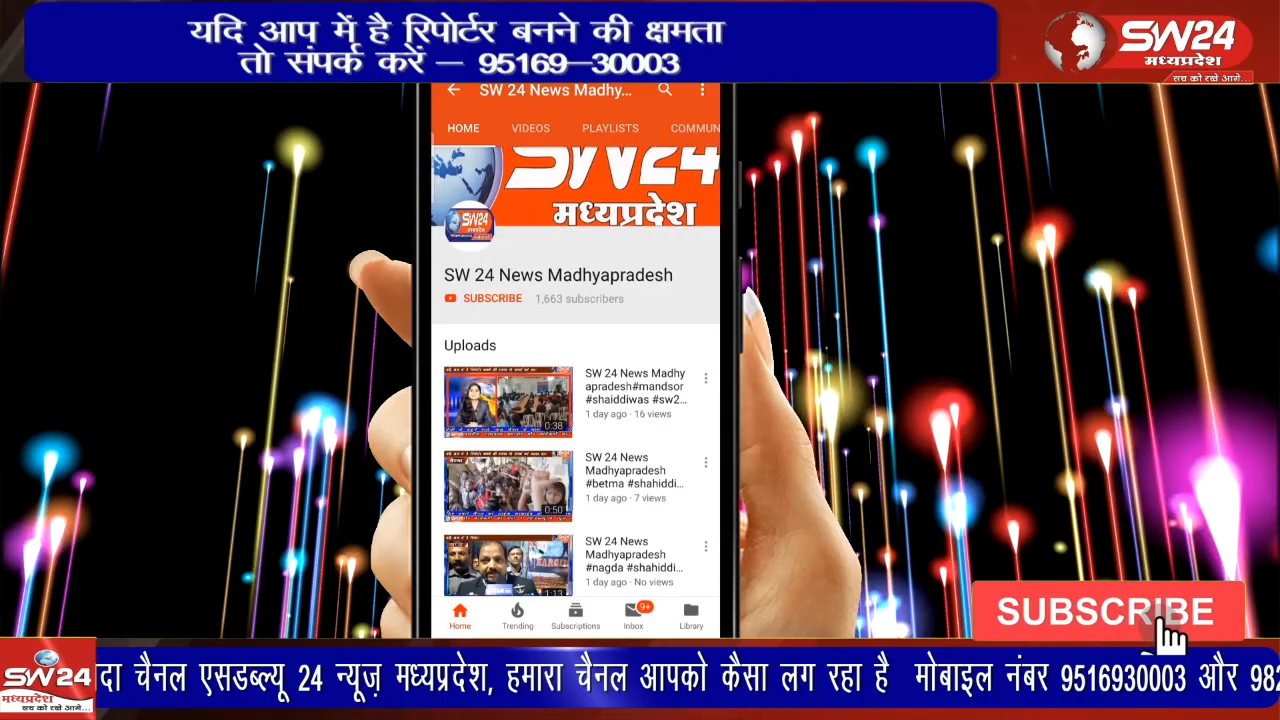 यदि आप में है रिपोर्टर बनने की क्षमता
तो संपर्क करें – 95169–30003
SW24
मध्यप्रदेश
सच को रखे आगे...
SW 24 News Madhy...
HOME VIDEOS PLAYLISTS COMMUN
SW24
मध्यप्रदेश
SW24
SW 24 News Madhyapradesh
SUBSCRIBE 1,663 subscribers
Uploads
SW 24 News Madhy
apradesh#mandsor
#shaiddiwas #sw2...
1 day ago · 16 views
0:38
SW 24 News
Madhyapradesh
#betma #shahiddi...
1 day ago · 7 views
0:50
SW 24 News
Madhyapradesh
#nagda #shahiddi...
1 day ago · No views
1:13
Home Trending Subscriptions 9+ Inbox Library
SUBSCRIBE
SW24
मध्यप्रदेश
सच को रखे आगे...
दा चैनल एसडब्ल्यू 24 न्यूज़ मध्यप्रदेश, हमारा चैनल आपको कैसा लग रहा है मोबाइल नंबर 9516930003 और 982